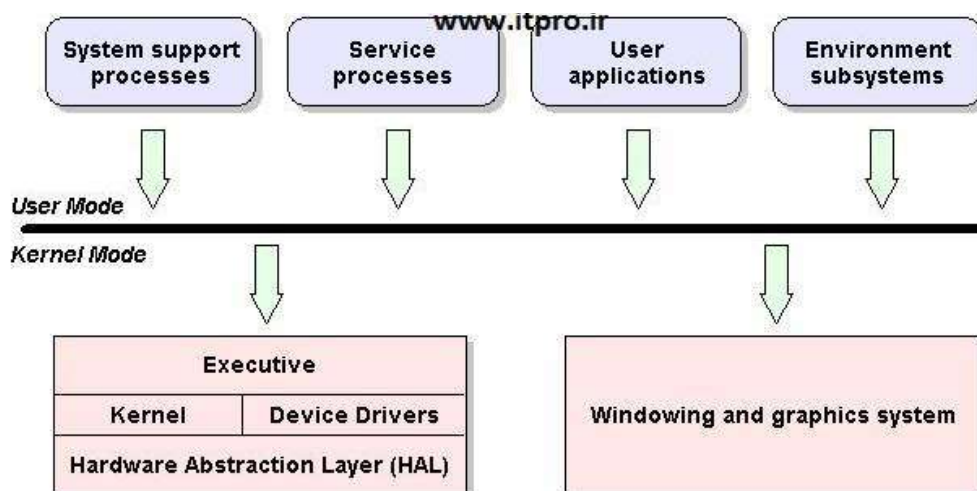 www.itpro.ir
System support
processes
Service
processes
User
applications
Environment
subsystems
User Mode
Kernel Mode
Executive
Kernel
Device Drivers
Hardware Abstraction Layer (HAL)
Windowing and graphics system